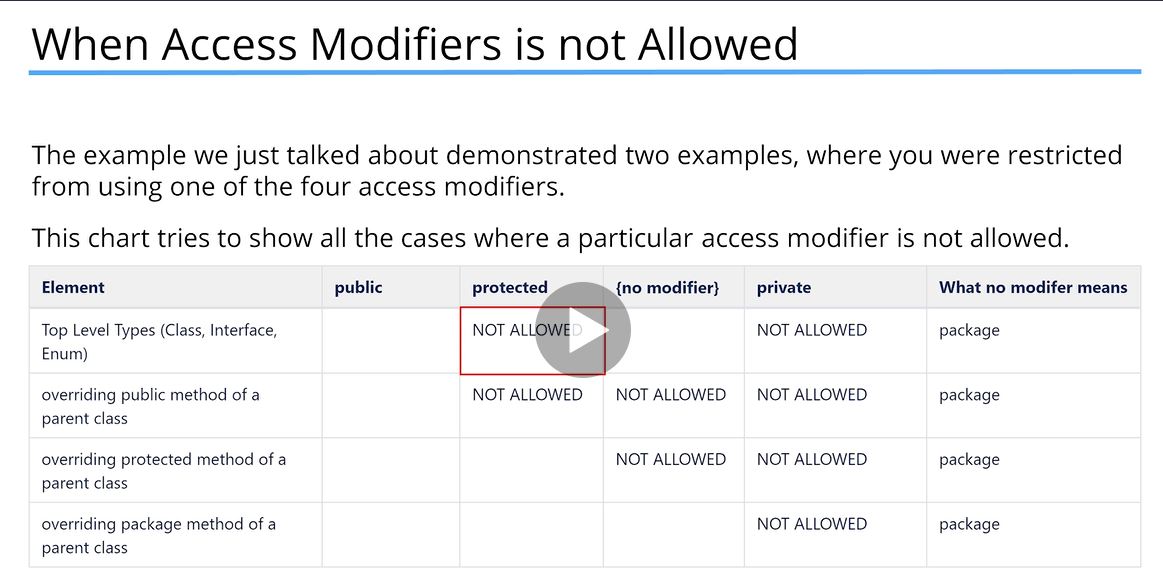 When Access Modifiers is not Allowed
The example we just talked about demonstrated two examples, where you were restricted
from using one of the four access modifiers.
This chart tries to show all the cases where a particular access modifier is not allowed.
Element public protected {no modifier} private What no modifer means
Top Level Types (Class, Interface, NOT ALLOWED NOT ALLOWED package
Enum)
overriding public method of a NOT ALLOWED NOT ALLOWED NOT ALLOWED package
parent class
overriding protected method of a NOT ALLOWED NOT ALLOWED package
parent class
overriding package method of a NOT ALLOWED package
parent class